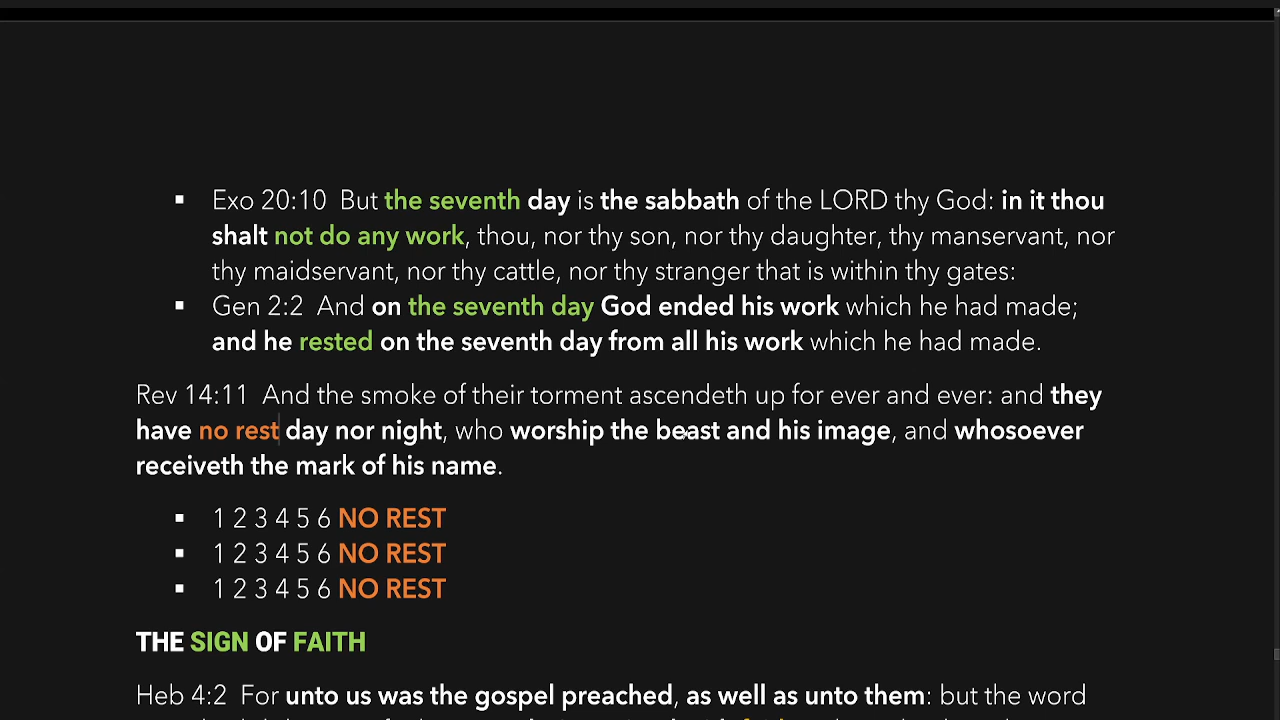 ▪ Exo 20:10 But the seventh day is the sabbath of the LORD thy God: in it thou
shalt not do any work, thou, nor thy son, nor thy daughter, thy manservant, nor
thy maidservant, nor thy cattle, nor thy stranger that is within thy gates:
▪ Gen 2:2 And on the seventh day God ended his work which he had made;
and he rested on the seventh day from all his work which he had made.
Rev 14:11 And the smoke of their torment ascendeth up for ever and ever: and they
have no rest day nor night, who worship the beast and his image, and whosoever
receiveth the mark of his name.
▪ 1 2 3 4 5 6 NO REST
▪ 1 2 3 4 5 6 NO REST
▪ 1 2 3 4 5 6 NO REST
THE SIGN OF FAITH
Heb 4:2 For unto us was the gospel preached, as well as unto them: but the word